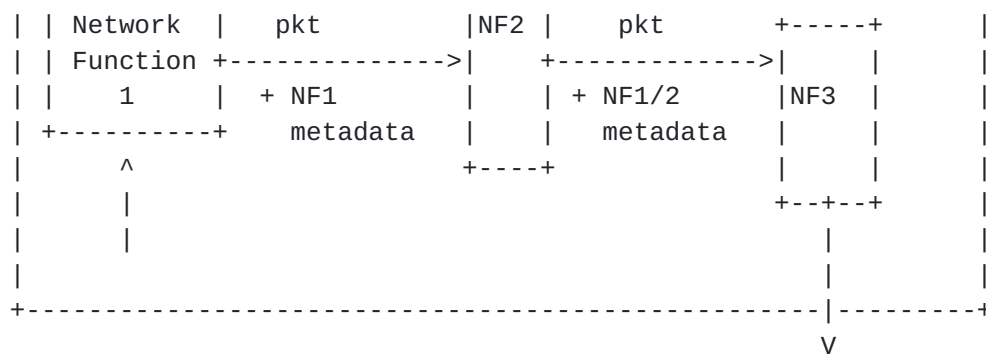 |  | | Network  |   pkt        |NF2 |    pkt       +-----+      |
|  | | Function +-------------->|    +------------->|     |      |
|  | |    1     |  + NF1       |    | + NF1/2      |NF3  |      |
| +----------+    metadata   |    |   metadata   |     |      |
|      ^                     +----+              |     |      |
|      |                                         +--+--+      |
|      |                                            |         |
|                                                   |         |
+---------------------------------------------------|---------+
V